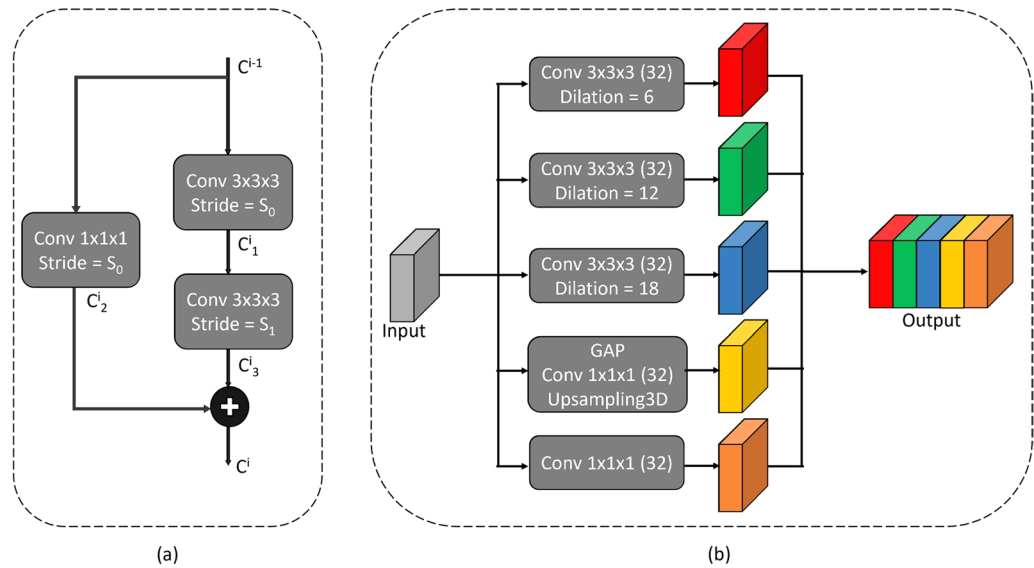 C^i-1
Conv 3x3x3
Stride = S_0
Conv 1x1x1
Stride = S_0
C^i_1
C^i_2
Conv 3x3x3
Stride = S_1
C^i_3
+
C^i
(a)
Input
Conv 3x3x3 (32)
Dilation = 6
Conv 3x3x3 (32)
Dilation = 12
Conv 3x3x3 (32)
Dilation = 18
GAP
Conv 1x1x1 (32)
Upsampling3D
Conv 1x1x1 (32)
Output
(b)